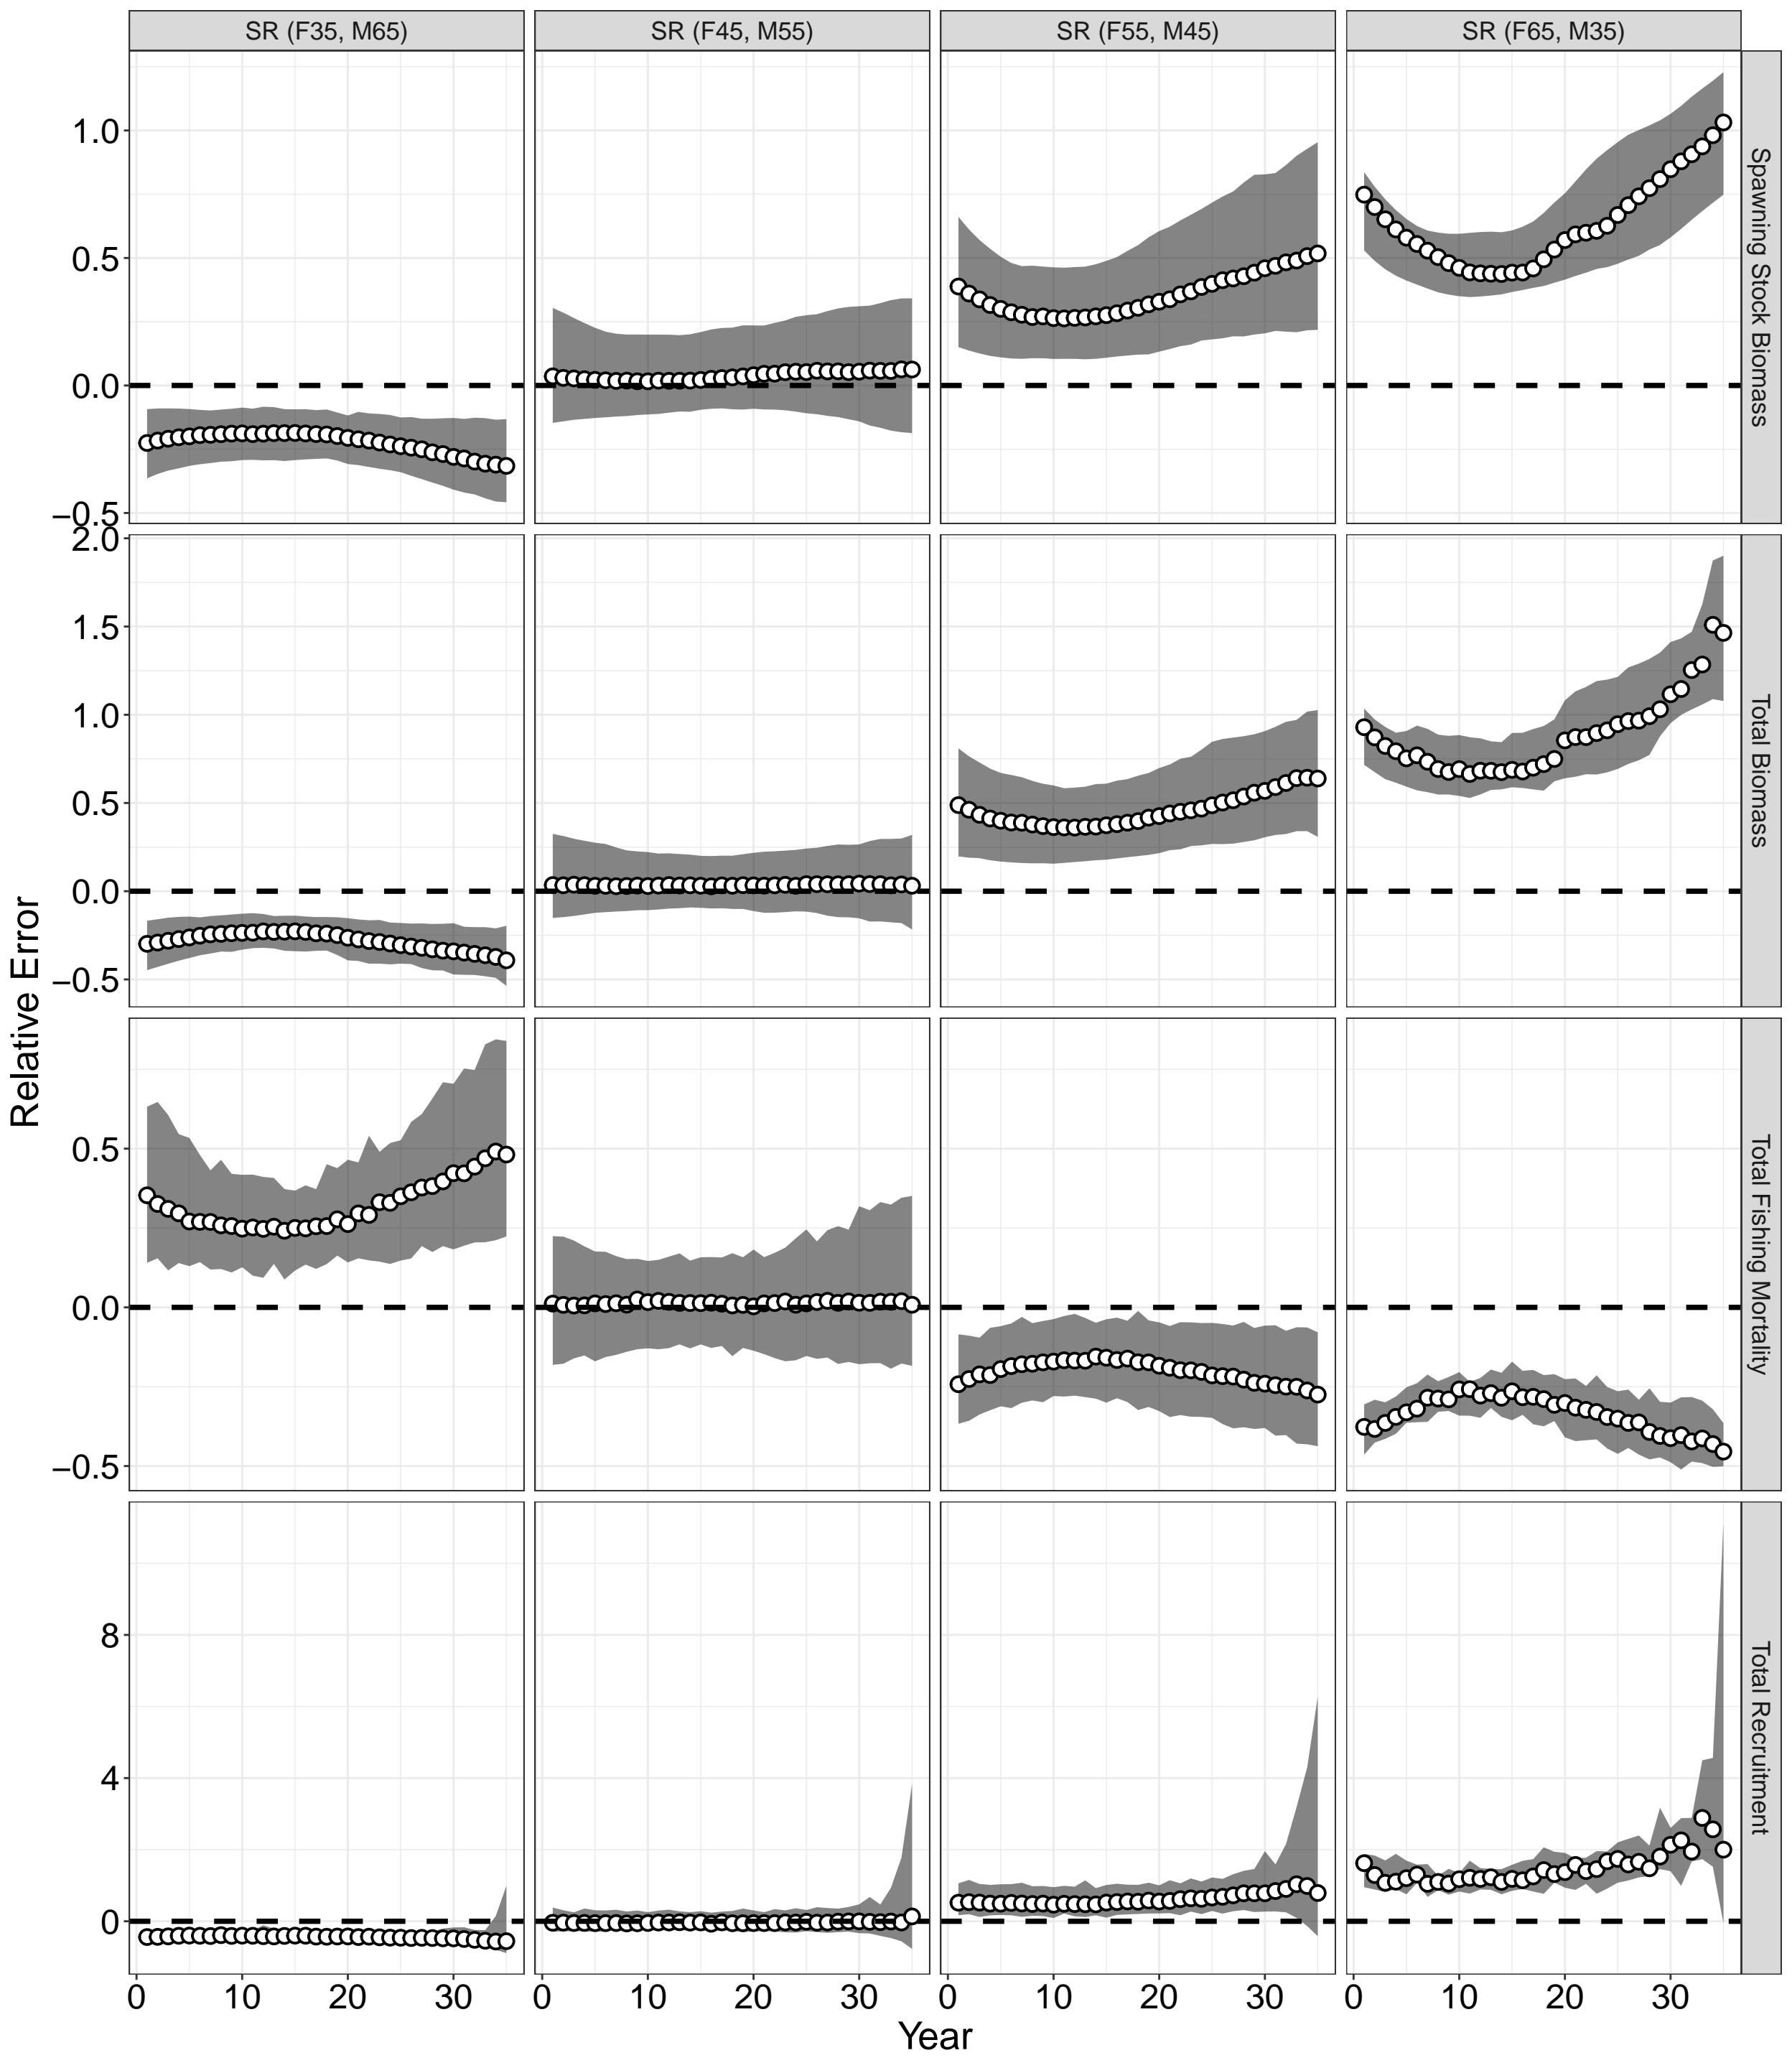 SR (F35, M65) SR (F45, M55) SR (F55, M45) SR (F65, M35)
Spawning Stock Biomass
1.0
0.5
0.0
−0.5
Total Biomass
2.0
1.5
1.0
0.5
0.0
−0.5
Total Fishing Mortality
0.5
0.0
−0.5
Total Recruitment
8
4
0
0 10 20 30 0 10 20 30 0 10 20 30 0 10 20 30
Year
Relative Error